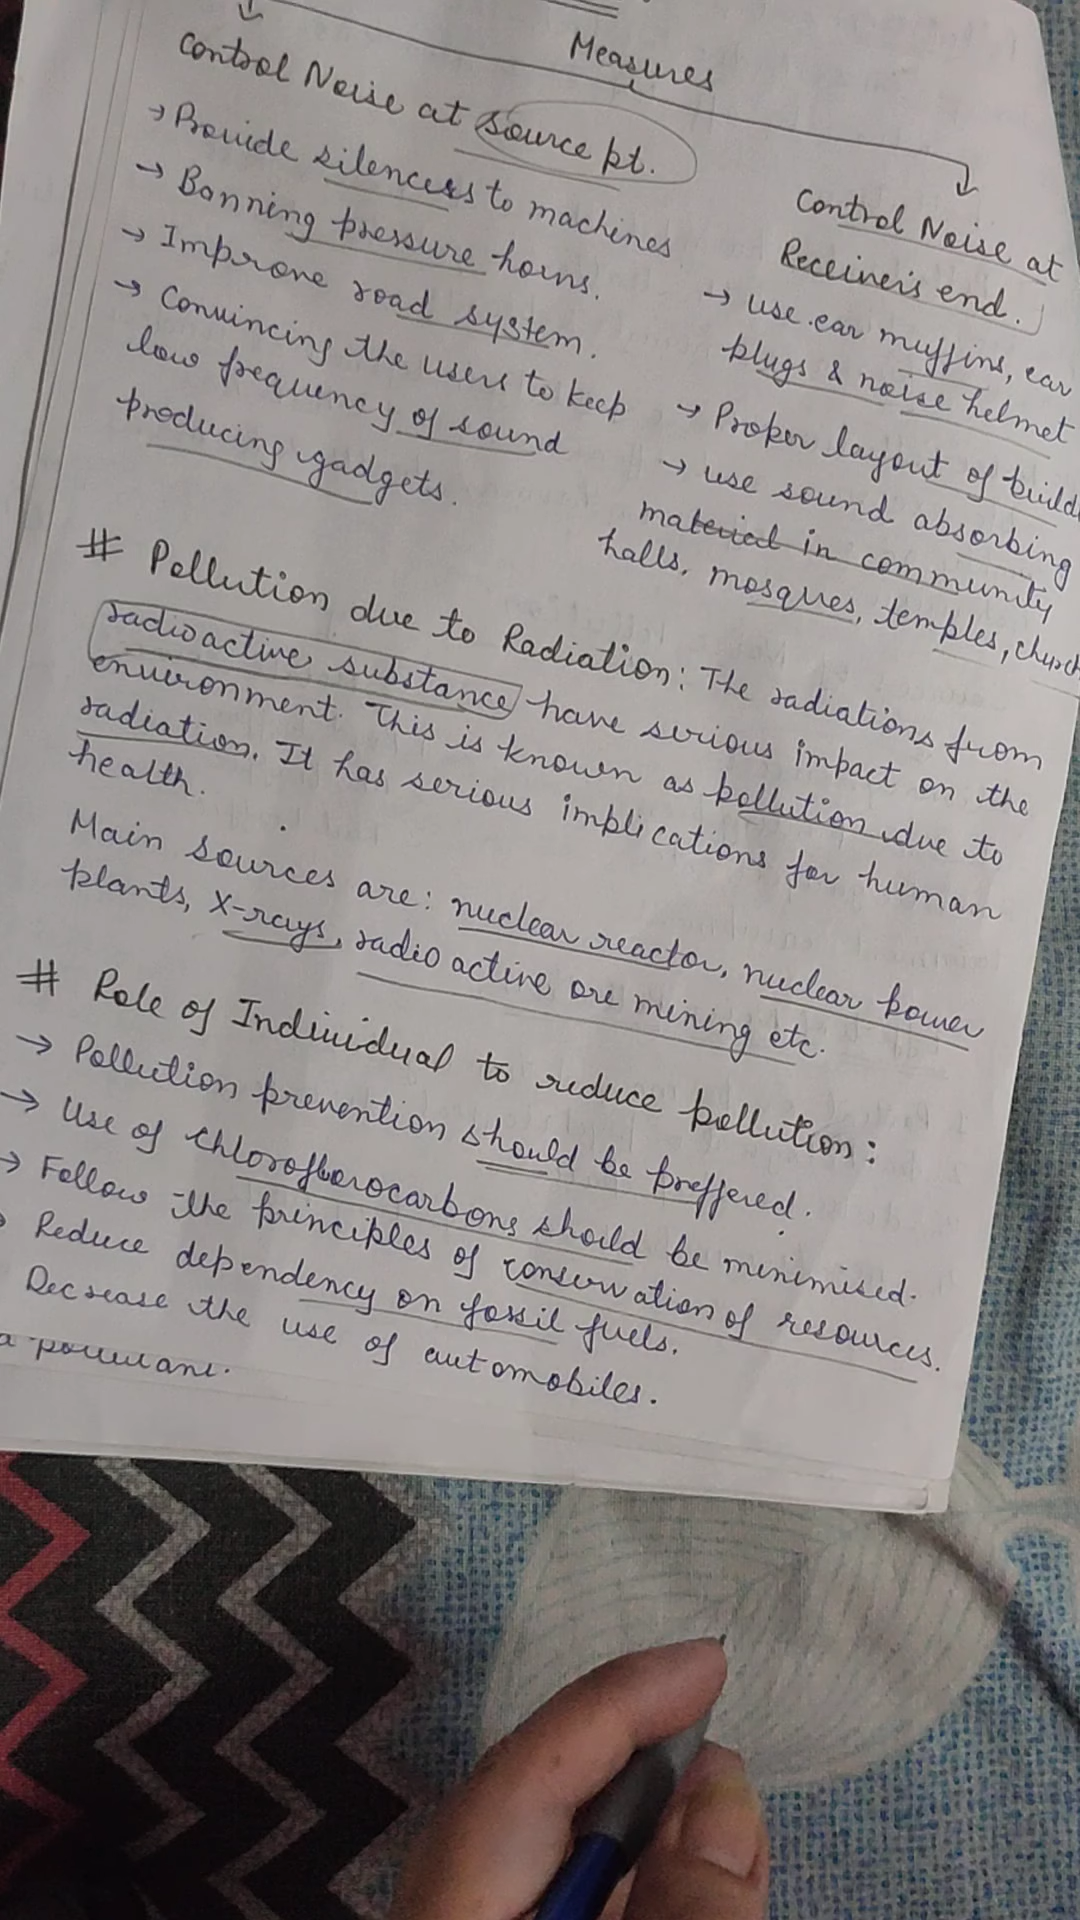 Measures
Control Noise at source pt.
→ Provide silencers to machines
→ Banning pressure horns.
→ Improve road system.
→ Convincing the users to keep
low frequency of sound
producing gadgets.
Control Noise at
Receiver's end.
→ use ear muffins, ear
plugs & noise helmet
→ Proper layout of build
→ use sound absorbing
material in community
halls, mosques, temples, church
# Pollution due to Radiation: The radiations from
radioactive substance have serious impact on the
environment. This is known as pollution due to
radiation. It has serious implications for human
health.
Main sources are: nuclear reactor, nuclear power
plants, X-rays, radio active ore mining etc.
# Role of Individual to reduce pollution:
→ Pollution prevention should be preffered.
→ Use of Chloroflorocarbons should be minimised.
→ Follow the principles of conservation of resources.
Reduce dependency on fossil fuels.
Decrease the use of automobiles.